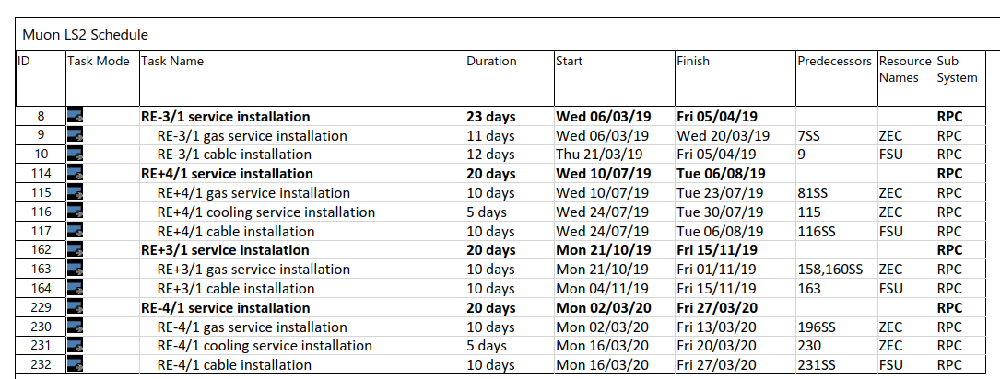 Muon LS2 Schedule
ID Task Mode Task Name Duration Start Finish Predecessors Resource Names Sub System
8 RE-3/1 service installation 23 days Wed 06/03/19 Fri 05/04/19 RPC
9 RE-3/1 gas service installation 11 days Wed 06/03/19 Wed 20/03/19 7SS ZEC RPC
10 RE-3/1 cable installation 12 days Thu 21/03/19 Fri 05/04/19 9 FSU RPC
114 RE+4/1 service installation 20 days Wed 10/07/19 Tue 06/08/19 RPC
115 RE+4/1 gas service installation 10 days Wed 10/07/19 Tue 23/07/19 81SS ZEC RPC
116 RE+4/1 cooling service installation 5 days Wed 24/07/19 Tue 30/07/19 115 ZEC RPC
117 RE+4/1 cable installation 10 days Wed 24/07/19 Tue 06/08/19 116SS FSU RPC
162 RE+3/1 service instalation 20 days Mon 21/10/19 Fri 15/11/19 RPC
163 RE+3/1 gas service installation 10 days Mon 21/10/19 Fri 01/11/19 158,160SS ZEC RPC
164 RE+3/1 cable installation 10 days Mon 04/11/19 Fri 15/11/19 163 FSU RPC
229 RE-4/1 service installation 20 days Mon 02/03/20 Fri 27/03/20 RPC
230 RE-4/1 gas service installation 10 days Mon 02/03/20 Fri 13/03/20 196SS ZEC RPC
231 RE-4/1 cooling service installation 5 days Mon 16/03/20 Fri 20/03/20 230 ZEC RPC
232 RE-4/1 cable installation 10 days Mon 16/03/20 Fri 27/03/20 231SS FSU RPC